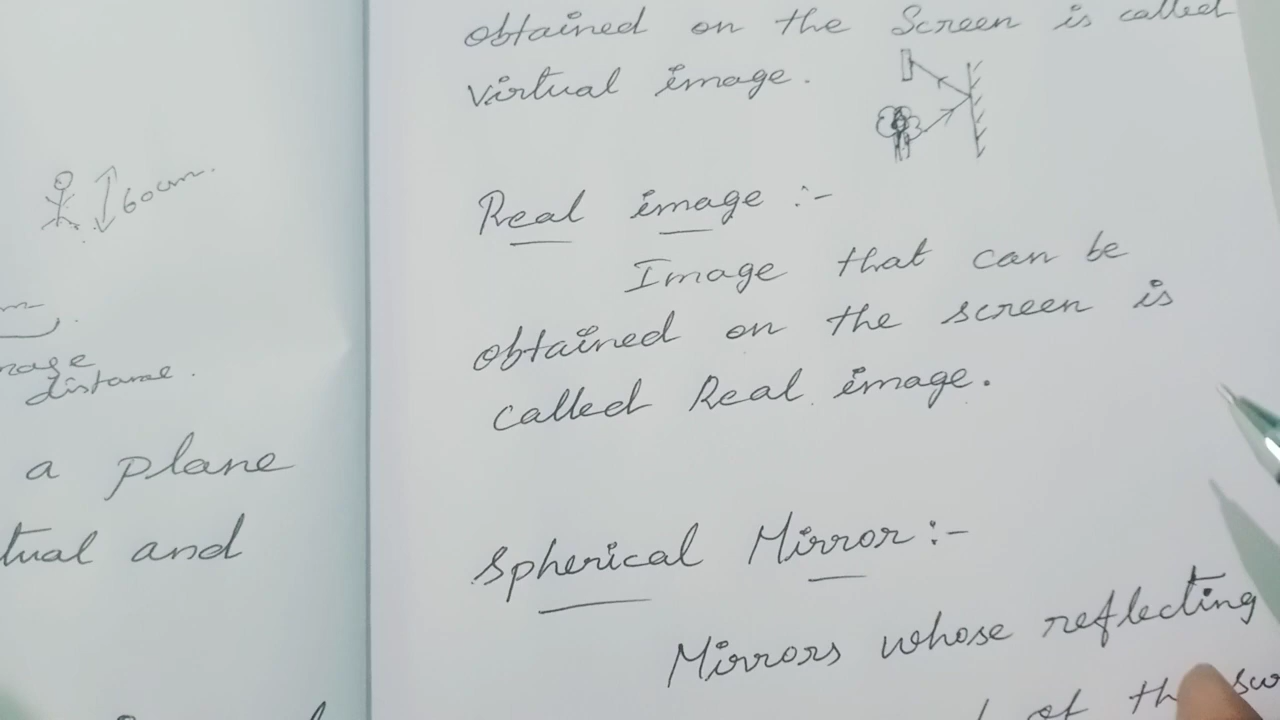 60cm.
distance.
a plane
and
obtained on the Screen is called
Virtual image.
Real image :-
Image that can be
obtained on the screen is
called Real image.
Spherical Mirror :-
Mirrors whose reflecting
of